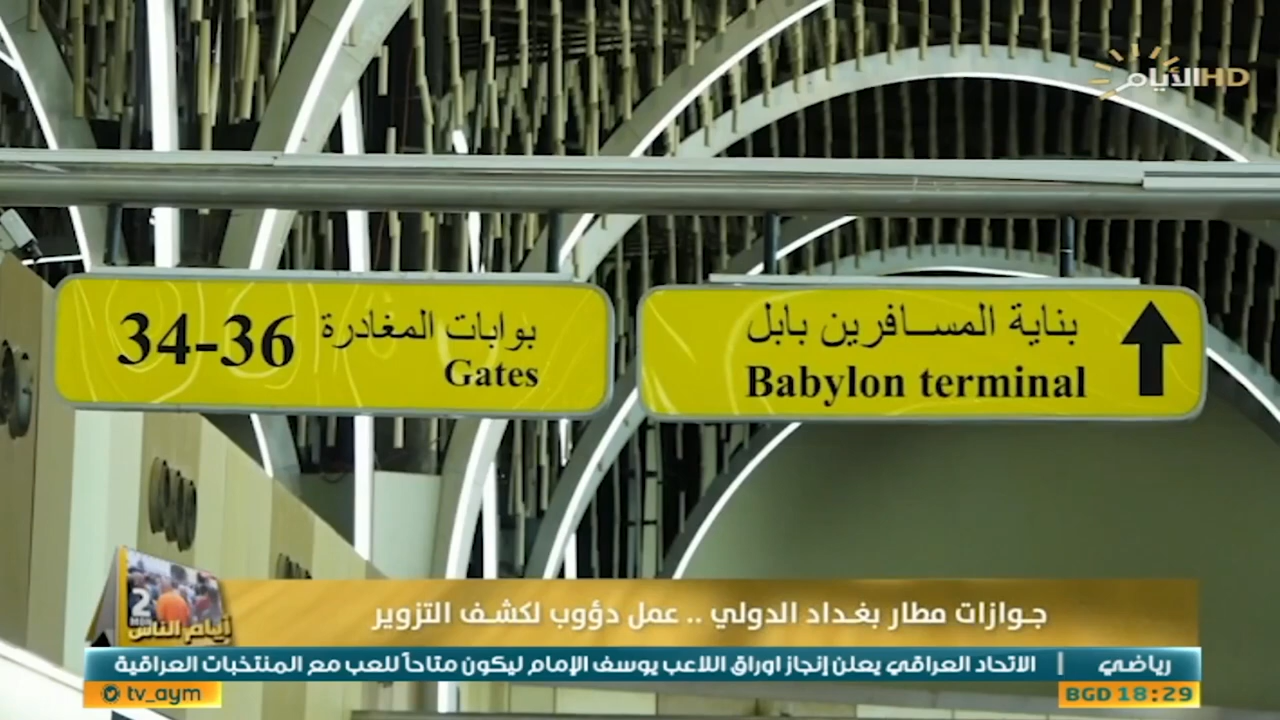 الأيام HD
بناية المسافرين بابل
Babylon terminal
بوابات المغادرة
Gates
34-36
جوازات مطار بغداد الدولي .. عمل دؤوب لكشف التزوير
أيام الناس
رياضي | الاتحاد العراقي يعلن إنجاز اوراق اللاعب يوسف الإمام ليكون متاحاً للعب مع المنتخبات العراقية
tv_aym
BGD 18:29